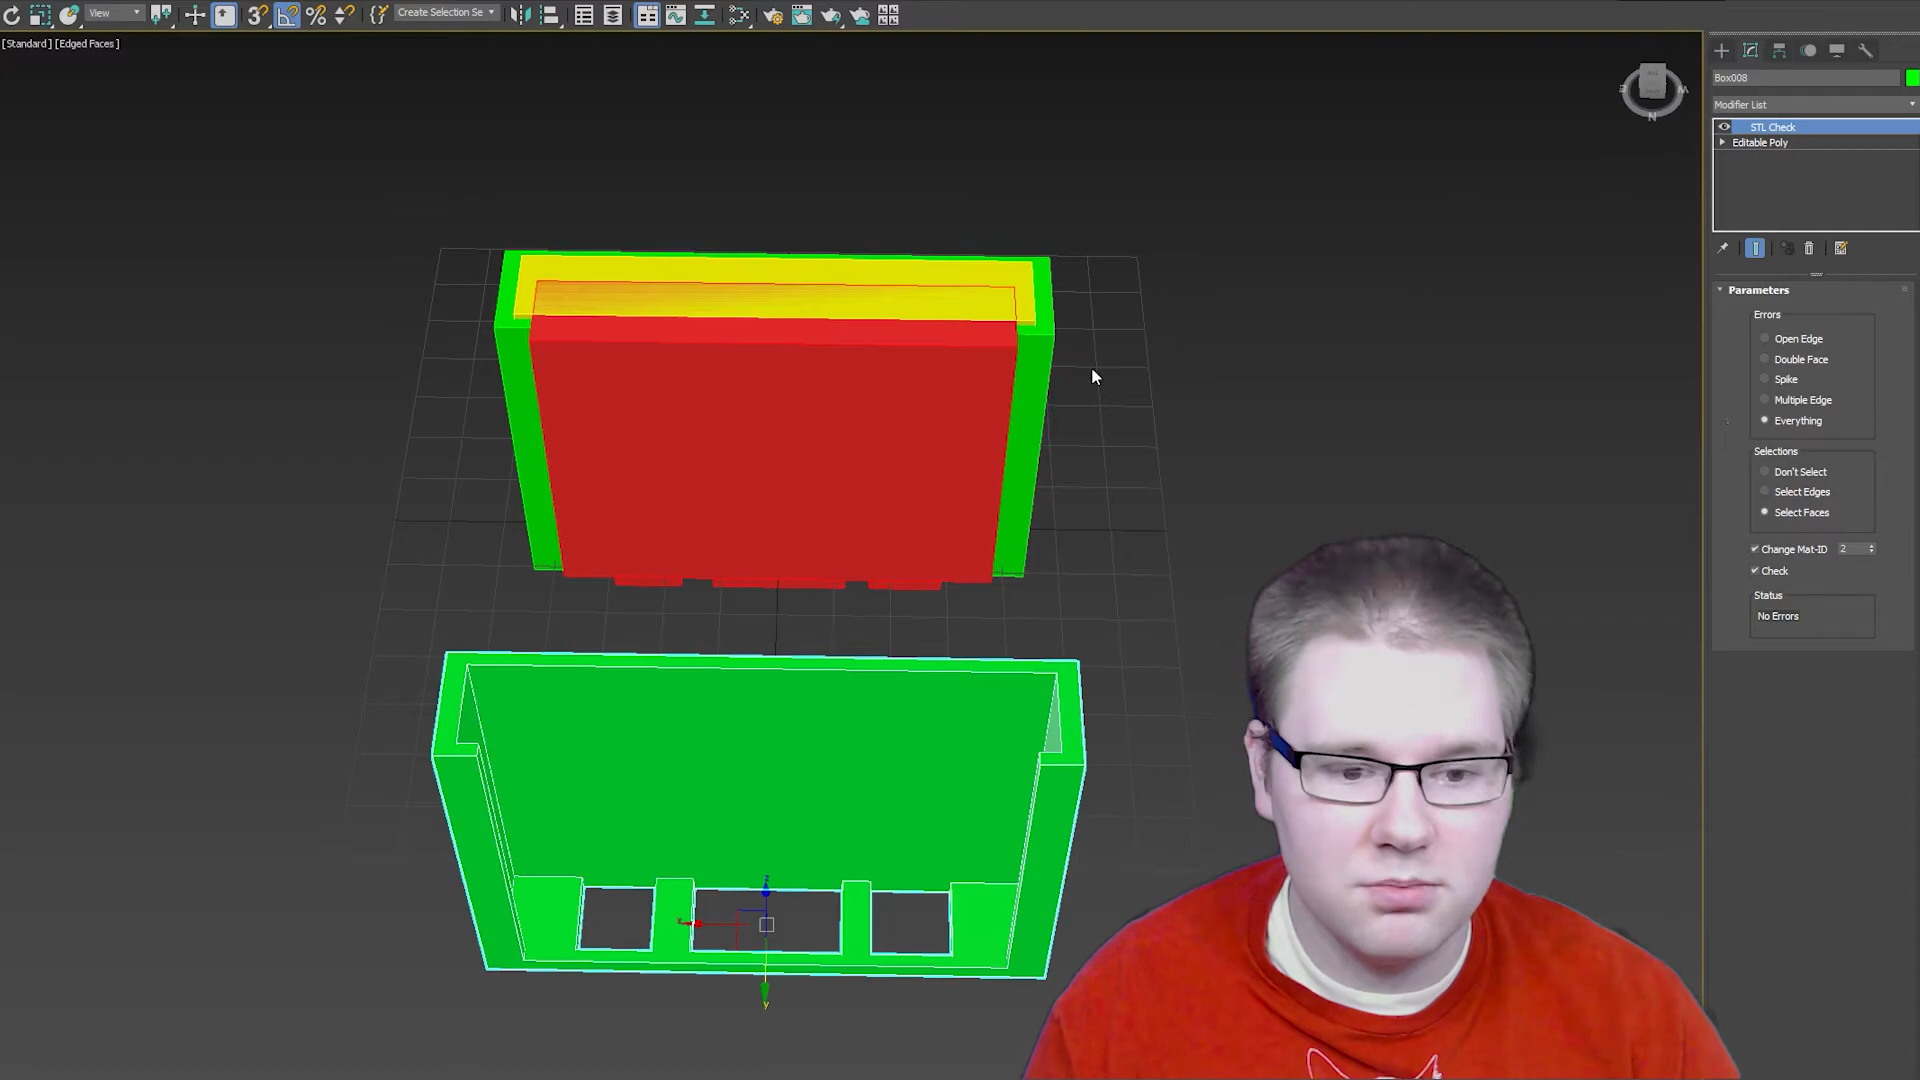 View
Create Selection Se
[Standard] [Edged Faces]
N
Box008
Modifier List
STL Check
Editable Poly
Parameters
Errors
Open Edge
Double Face
Spike
Multiple Edge
Everything
Selections
Don't Select
Select Edges
Select Faces
Change Mat-ID 2
Check
Status
No Errors
z
x
y